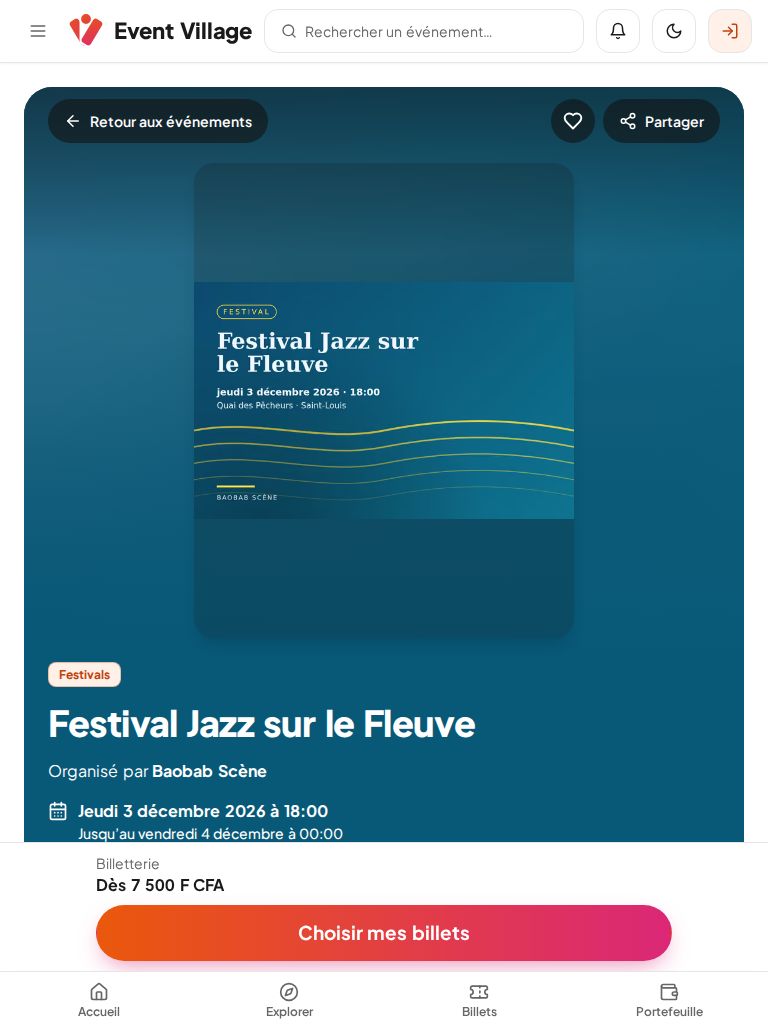 Event Village
Rechercher un événement...
Retour aux événements
Partager
FESTIVAL
Festival Jazz sur
le Fleuve
jeudi 3 décembre 2026 · 18:00
Quai des Pêcheurs · Saint-Louis
BAOBAB SCÈNE
Festivals
Festival Jazz sur le Fleuve
Organisé par Baobab Scène
Jeudi 3 décembre 2026 à 18:00
Jusqu'au vendredi 4 décembre à 00:00
Billetterie
Dès 7 500 F CFA
Choisir mes billets
Accueil
Explorer
Billets
Portefeuille